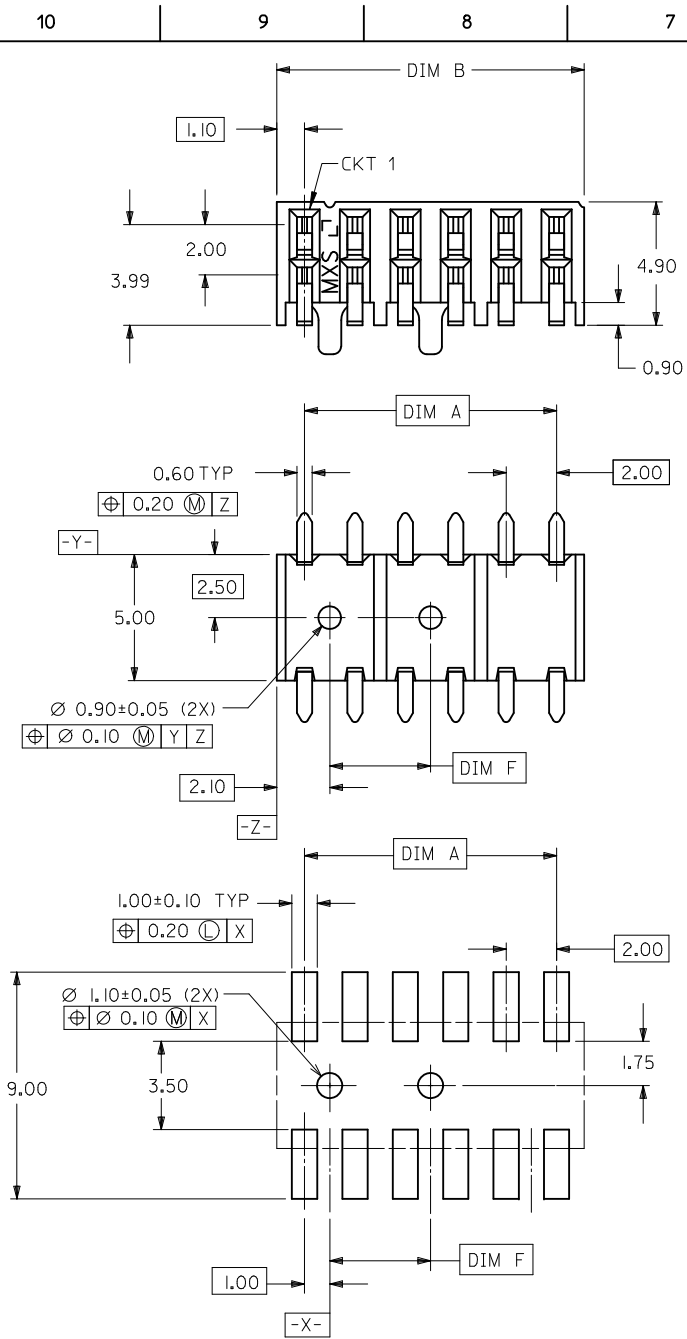 10 9 8 7
DIM B
1.10
CKT 1
MXS
2.00
3.99
4.90
0.90
DIM A
0.60 TYP
2.00
⌖ 0.20 Ⓜ Z
-Y-
2.50
5.00
Ø 0.90±0.05 (2X)
⌖ Ø 0.10 Ⓜ Y Z
DIM F
2.10
-Z-
DIM A
1.00±0.10 TYP
⌖ 0.20 Ⓛ X
2.00
Ø 1.10±0.05 (2X)
⌖ Ø 0.10 Ⓜ X
1.75
9.00
3.50
DIM F
1.00
-X-